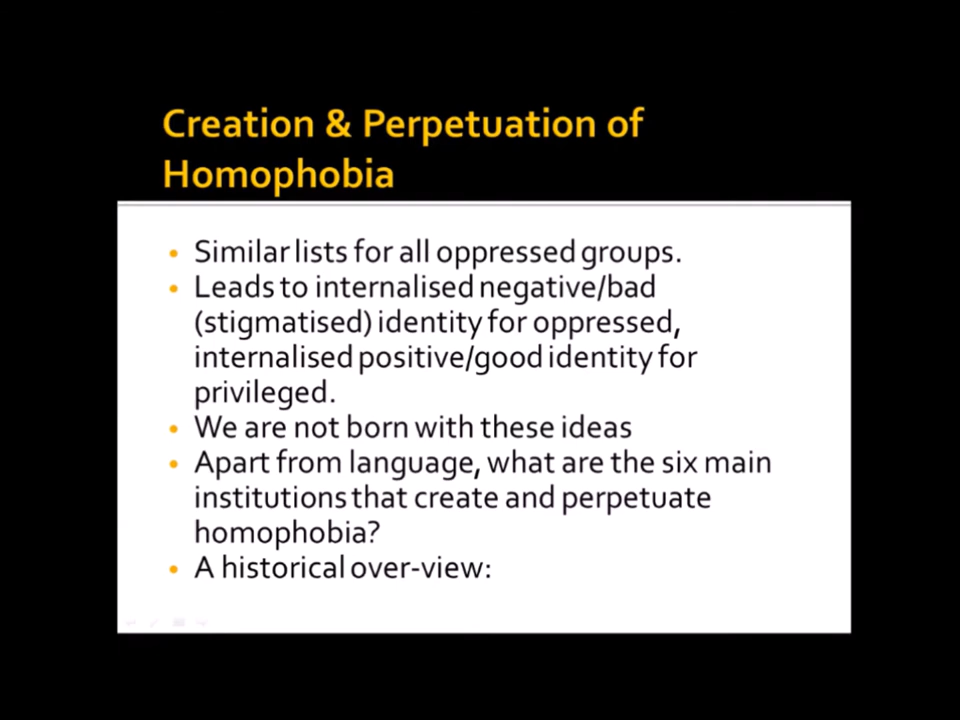 Creation & Perpetuation of
Homophobia
• Similar lists for all oppressed groups.
• Leads to internalised negative/bad
(stigmatised) identity for oppressed,
internalised positive/good identity for
privileged.
• We are not born with these ideas
• Apart from language, what are the six main
institutions that create and perpetuate
homophobia?
• A historical over-view: